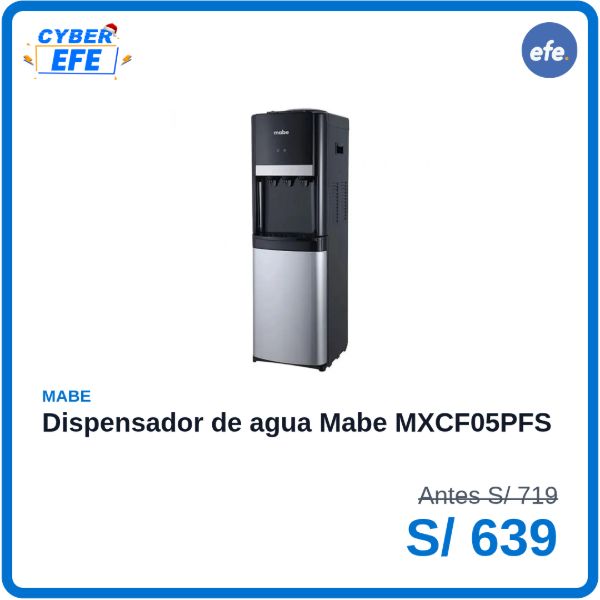 CYBER
EFE
efe.
mabe
MABE
Dispensador de agua Mabe MXCF05PFS
Antes S/ 719
S/ 639